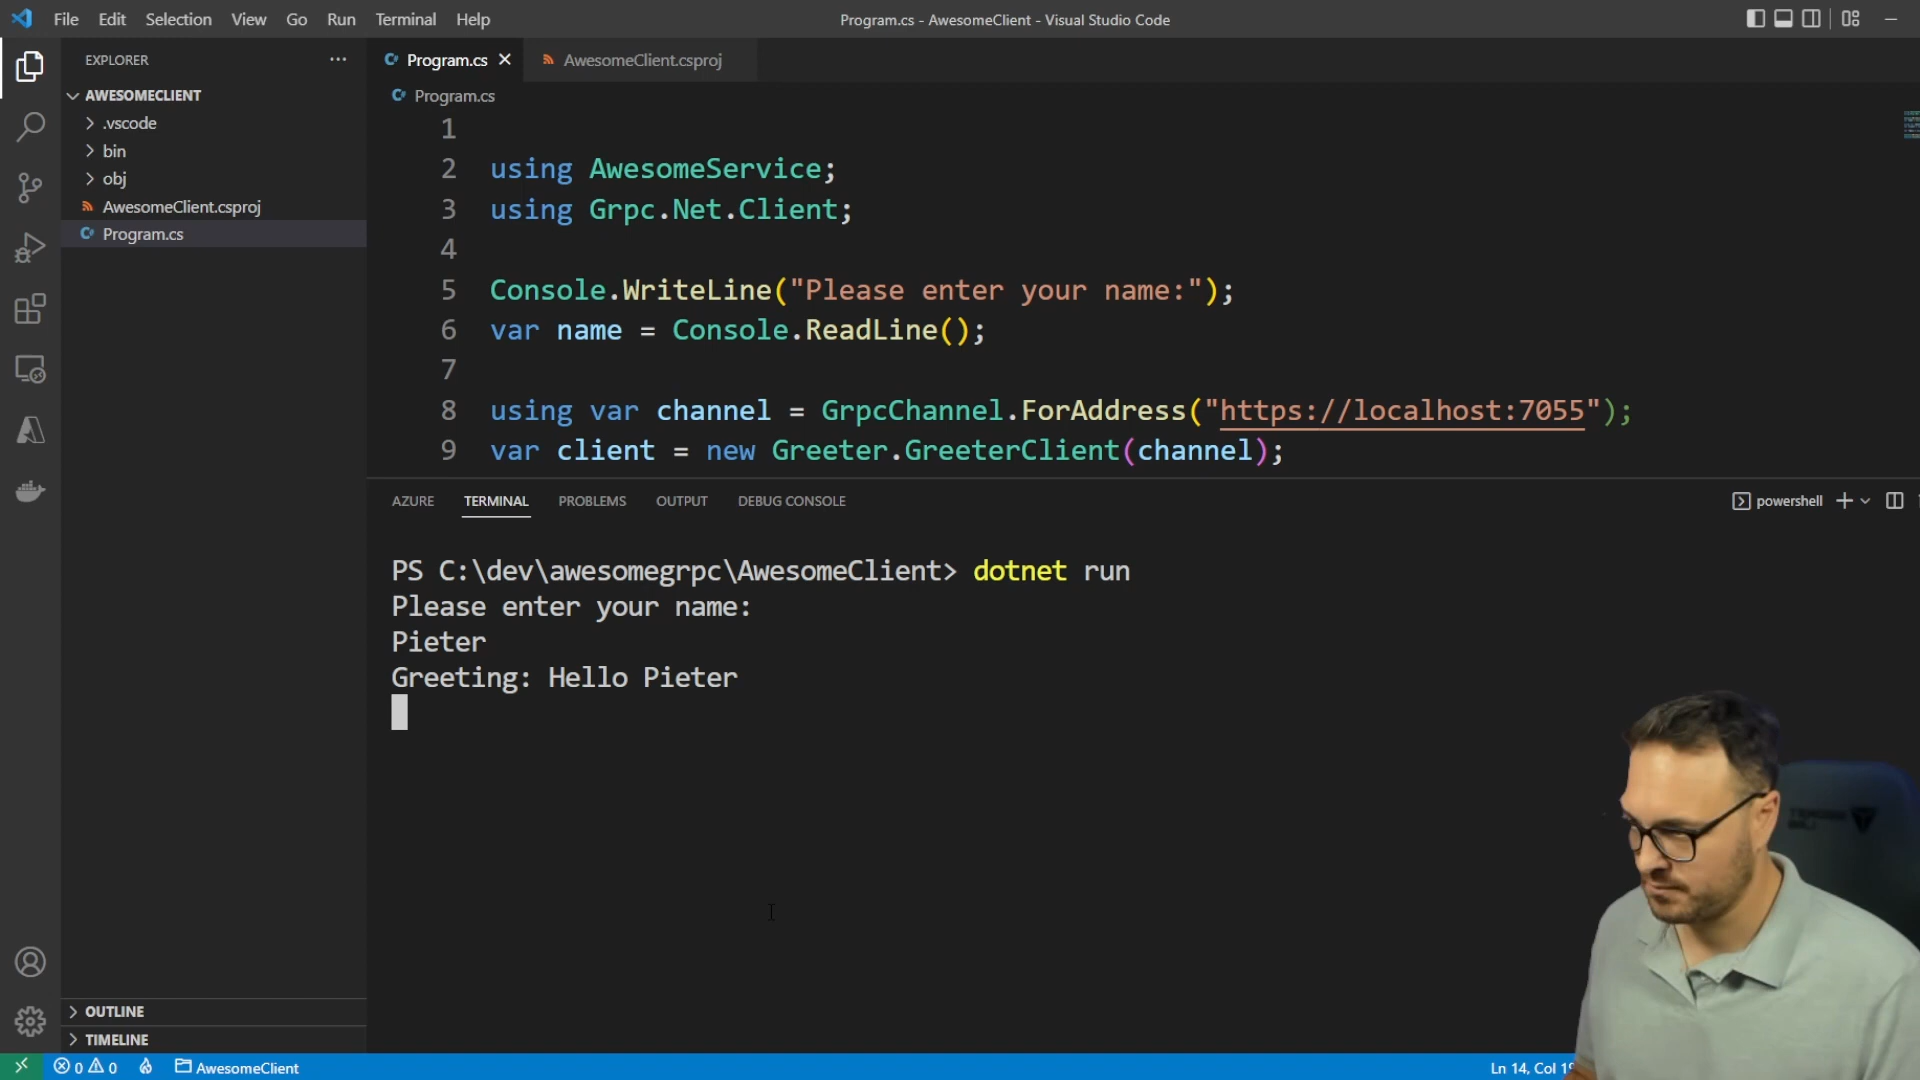 File Edit Selection View Go Run Terminal Help
Program.cs - AwesomeClient - Visual Studio Code
EXPLORER
AWESOMECLIENT
.vscode
bin
obj
AwesomeClient.csproj
Program.cs
OUTLINE
TIMELINE
Program.cs AwesomeClient.csproj
Program.cs
1
2 using AwesomeService;
3 using Grpc.Net.Client;
4
5 Console.WriteLine("Please enter your name:");
6 var name = Console.ReadLine();
7
8 using var channel = GrpcChannel.ForAddress("https://localhost:7055");
9 var client = new Greeter.GreeterClient(channel);
AZURE TERMINAL PROBLEMS OUTPUT DEBUG CONSOLE
powershell
PS C:\dev\awesomegrpc\AwesomeClient> dotnet run
Please enter your name:
Pieter
Greeting: Hello Pieter
0 0 AwesomeClient
Ln 14, Col